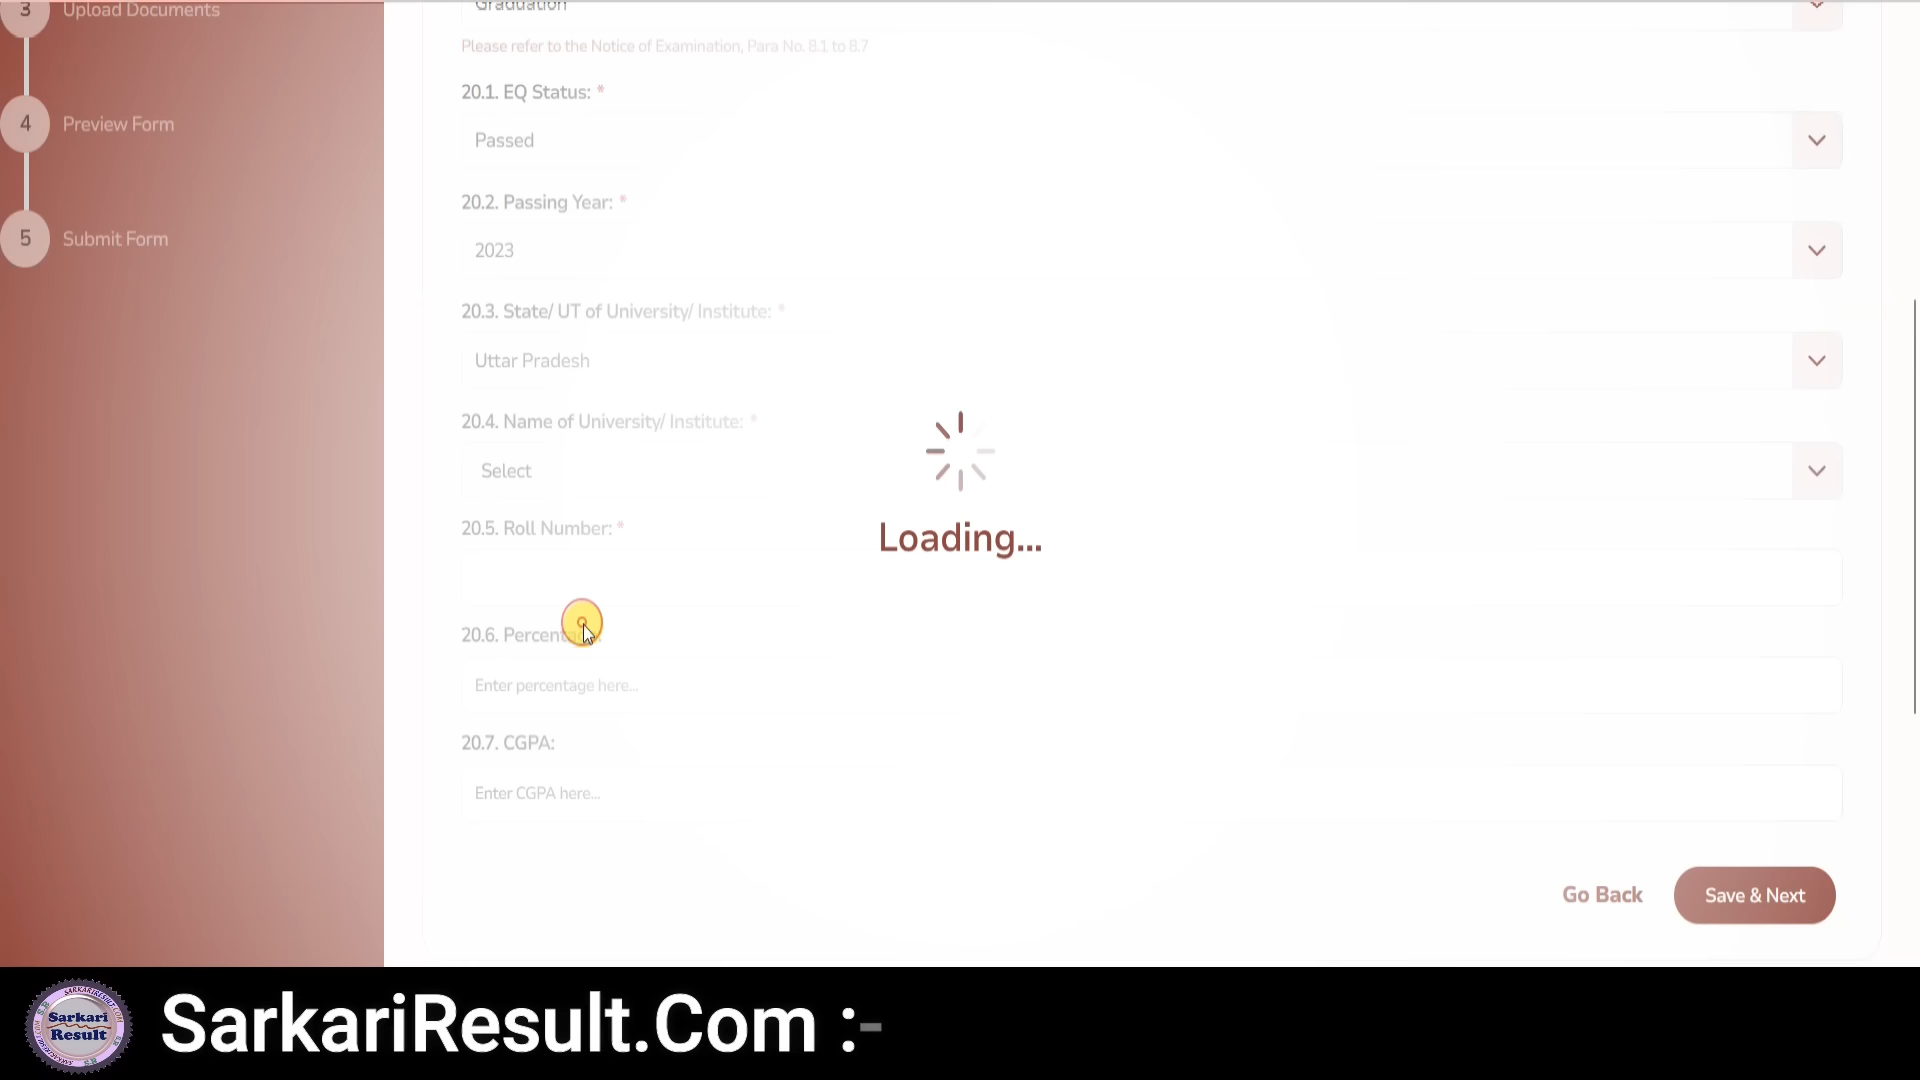 3 Upload Documents
Graduation
Please refer to the Notice of Examination, Para No. 8.1 to 8.7
20.1. EQ Status: *
4 Preview Form
Passed
20.2. Passing Year: *
5 Submit Form
2023
20.3. State/ UT of University/ Institute: *
Uttar Pradesh
20.4. Name of University/ Institute: *
Select
20.5. Roll Number: *
Loading...
20.6. Percentage:
Enter percentage here...
20.7. CGPA:
Enter CGPA here...
Go Back
Save & Next
Sarkari
Result
SarkariResult.Com :-